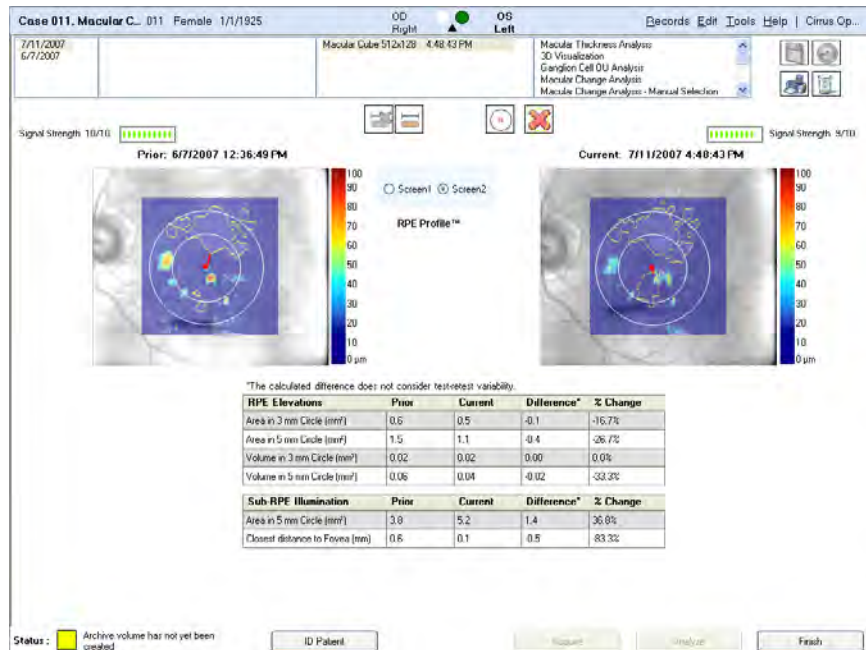 Case 011, Macular C... 011 Female 1/1/1925
OD
Right
OS
Left
Records Edit Tools Help | Cirrus Op...
7/11/2007
6/7/2007
Macular Cube 512x128 4:48:43 PM
Macular Thickness Analysis
3D Visualization
Ganglion Cell OU Analysis
Macular Change Analysis
Macular Change Analysis - Manual Selection
Signal Strength 10/10
Signal Strength 9/10
Prior: 6/7/2007 12:36:49 PM
Current: 7/11/2007 4:48:43 PM
Screen1 Screen2
RPE Profile™
100
90
80
70
60
50
40
30
20
10
0 µm
100
90
80
70
60
50
40
30
20
10
0 µm
*The calculated difference does not consider test-retest variability.
RPE Elevations Prior Current Difference* % Change
Area in 3 mm Circle (mm²) 0.6 0.5 -0.1 -16.7%
Area in 5 mm Circle (mm²) 1.5 1.1 -0.4 -26.7%
Volume in 3 mm Circle (mm³) 0.02 0.02 0.00 0.0%
Volume in 5 mm Circle (mm³) 0.06 0.04 -0.02 -33.3%
Sub-RPE Illumination Prior Current Difference* % Change
Area in 5 mm Circle (mm²) 3.8 5.2 1.4 36.8%
Closest distance to Fovea (mm) 0.6 0.1 -0.5 -83.3%
Status :
Archive volume has not yet been
created
ID Patient
Analyze
Finish